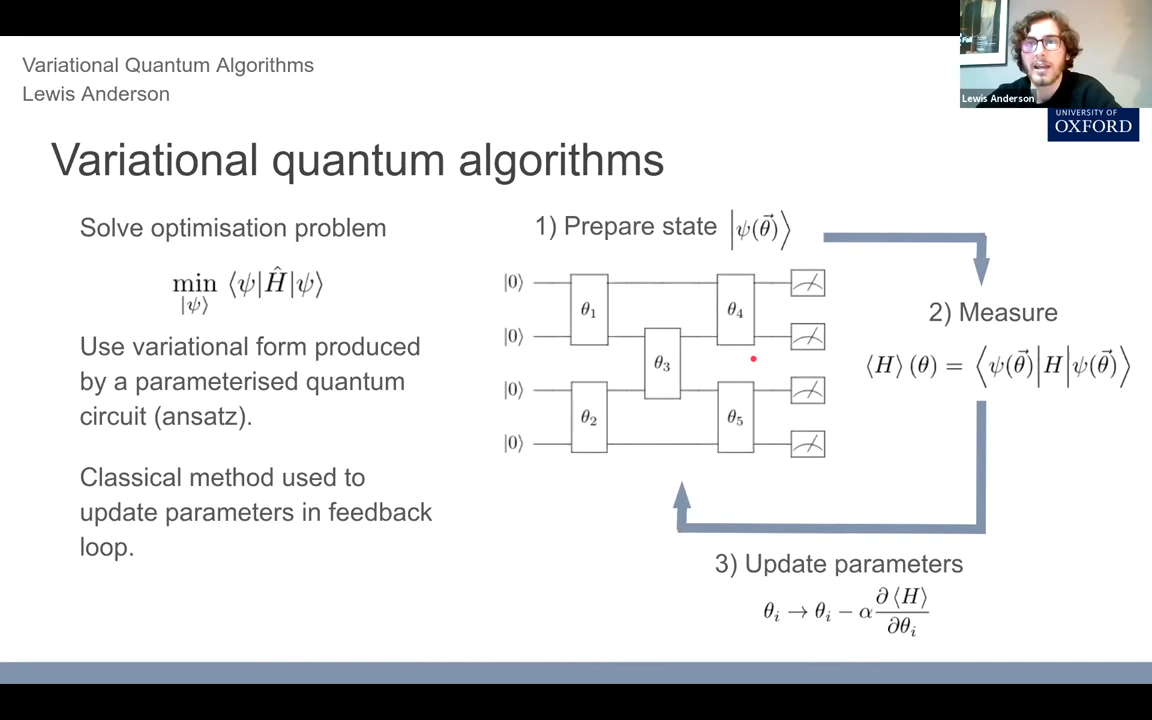 Variational Quantum Algorithms
Lewis Anderson
Lewis Anderson
UNIVERSITY OF
OXFORD
Variational quantum algorithms
Solve optimisation problem
min ⟨ψ|Ĥ|ψ⟩
|ψ⟩
Use variational form produced
by a parameterised quantum
circuit (ansatz).
Classical method used to
update parameters in feedback
loop.
1) Prepare state |ψ(θ⃗)⟩
|0⟩
|0⟩
|0⟩
|0⟩
θ₁
θ₂
θ₃
θ₄
θ₅
2) Measure
⟨H⟩(θ) = ⟨ψ(θ⃗)|H|ψ(θ⃗)⟩
3) Update parameters
θᵢ → θᵢ − α ∂⟨H⟩/∂θᵢ